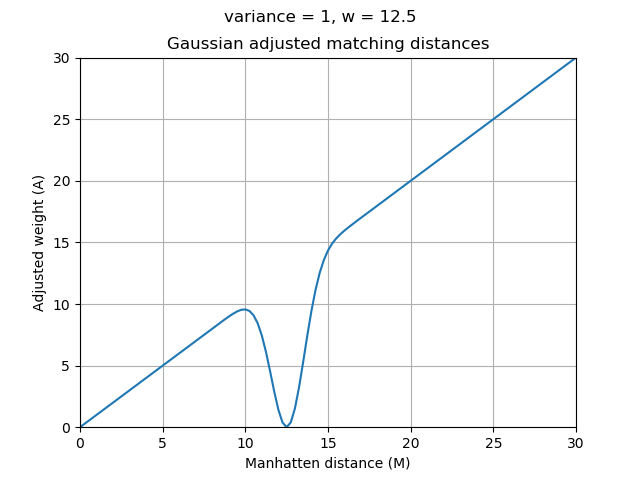 variance = 1, w = 12.5
Gaussian adjusted matching distances
30
25
20
15
10
5
0
Adjusted weight (A)
0 5 10 15 20 25 30
Manhatten distance (M)